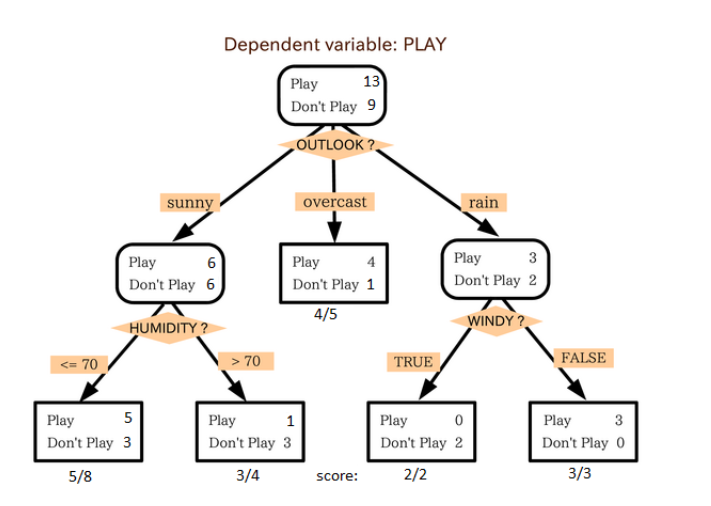 Dependent variable: PLAY
Play 13
Don't Play 9
OUTLOOK ?
sunny
overcast
rain
Play 6
Don't Play 6
Play 4
Don't Play 1
4/5
Play 3
Don't Play 2
HUMIDITY ?
WINDY ?
<= 70
> 70
TRUE
FALSE
Play 5
Don't Play 3
5/8
Play 1
Don't Play 3
3/4
score:
Play 0
Don't Play 2
2/2
Play 3
Don't Play 0
3/3